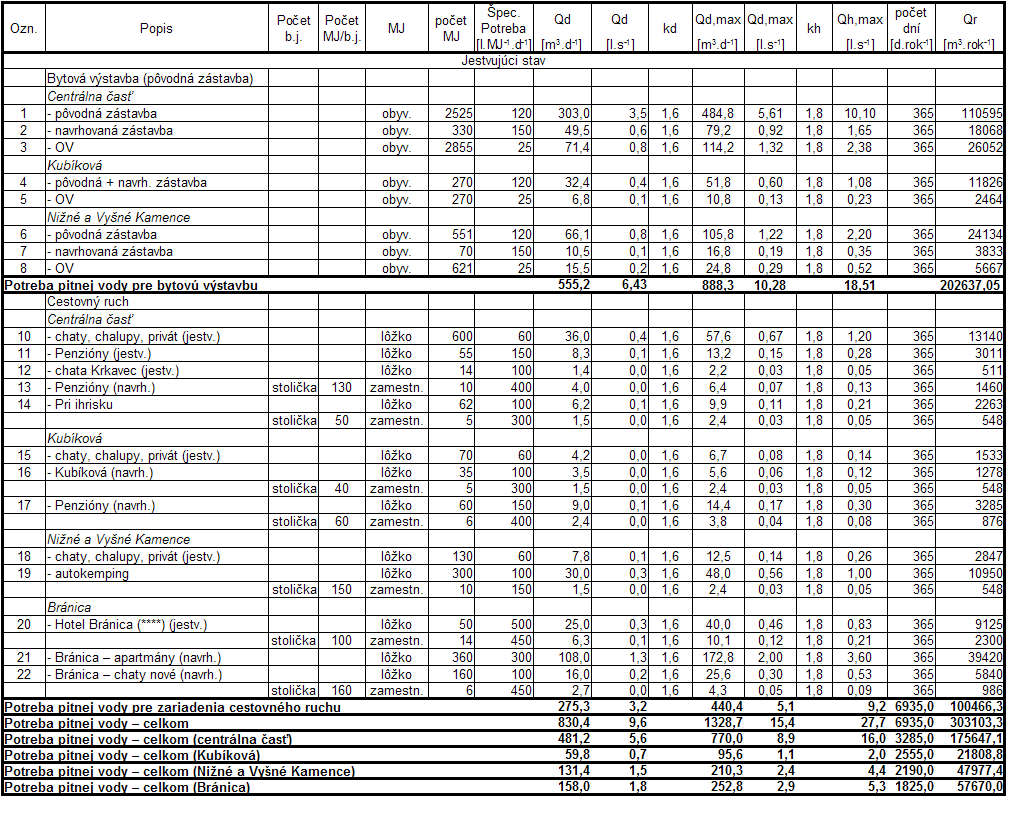 Ozn. Popis Počet b.j. Počet MJ/b.j. MJ počet MJ Špec. Potreba [l.MJ⁻¹.d⁻¹] Qd [m³.d⁻¹] Qd [l.s⁻¹] kd Qd,max [m³.d⁻¹] Qd,max [l.s⁻¹] kh Qh,max [l.s⁻¹] počet dní [d.rok⁻¹] Qr [m³.rok⁻¹]
Jestvujúci stav
Bytová výstavba (pôvodná zástavba)
Centrálna časť
1 - pôvodná zástavba obyv. 2525 120 303,0 3,5 1,6 484,8 5,61 1,8 10,10 365 110595
2 - navrhovaná zástavba obyv. 330 150 49,5 0,6 1,6 79,2 0,92 1,8 1,65 365 18068
3 - OV obyv. 2855 25 71,4 0,8 1,6 114,2 1,32 1,8 2,38 365 26052
Kubíková
4 - pôvodná + navrh. zástavba obyv. 270 120 32,4 0,4 1,6 51,8 0,60 1,8 1,08 365 11826
5 - OV obyv. 270 25 6,8 0,1 1,6 10,8 0,13 1,8 0,23 365 2464
Nižné a Vyšné Kamence
6 - pôvodná zástavba obyv. 551 120 66,1 0,8 1,6 105,8 1,22 1,8 2,20 365 24134
7 - navrhovaná zástavba obyv. 70 150 10,5 0,1 1,6 16,8 0,19 1,8 0,35 365 3833
8 - OV obyv. 621 25 15,5 0,2 1,6 24,8 0,29 1,8 0,52 365 5667
Potreba pitnej vody pre bytovú výstavbu 555,2 6,43 888,3 10,28 18,51 202637,05
Cestovný ruch
Centrálna časť
10 - chaty, chalupy, privát (jestv.) lôžko 600 60 36,0 0,4 1,6 57,6 0,67 1,8 1,20 365 13140
11 - Penzióny (jestv.) lôžko 55 150 8,3 0,1 1,6 13,2 0,15 1,8 0,28 365 3011
12 - chata Krkavec (jestv.) lôžko 14 100 1,4 0,0 1,6 2,2 0,03 1,8 0,05 365 511
13 - Penzióny (navrh.) stolička 130 zamestn. 10 400 4,0 0,0 1,6 6,4 0,07 1,8 0,13 365 1460
14 - Pri ihrisku lôžko 62 100 6,2 0,1 1,6 9,9 0,11 1,8 0,21 365 2263
stolička 50 zamestn. 5 300 1,5 0,0 1,6 2,4 0,03 1,8 0,05 365 548
Kubíková
15 - chaty, chalupy, privát (jestv.) lôžko 70 60 4,2 0,0 1,6 6,7 0,08 1,8 0,14 365 1533
16 - Kubíková (navrh.) lôžko 35 100 3,5 0,0 1,6 5,6 0,06 1,8 0,12 365 1278
stolička 40 zamestn. 5 300 1,5 0,0 1,6 2,4 0,03 1,8 0,05 365 548
17 - Penzióny (navrh.) lôžko 60 150 9,0 0,1 1,6 14,4 0,17 1,8 0,30 365 3285
stolička 60 zamestn. 6 400 2,4 0,0 1,6 3,8 0,04 1,8 0,08 365 876
Nižné a Vyšné Kamence
18 - chaty, chalupy, privát (jestv.) lôžko 130 60 7,8 0,1 1,6 12,5 0,14 1,8 0,26 365 2847
19 - autokemping lôžko 300 100 30,0 0,3 1,6 48,0 0,56 1,8 1,00 365 10950
stolička 150 zamestn. 10 150 1,5 0,0 1,6 2,4 0,03 1,8 0,05 365 548
Bránica
20 - Hotel Bránica (****) (jestv.) lôžko 50 500 25,0 0,3 1,6 40,0 0,46 1,8 0,83 365 9125
stolička 100 zamestn. 14 450 6,3 0,1 1,6 10,1 0,12 1,8 0,21 365 2300
21 - Bránica – apartmány (navrh.) lôžko 360 300 108,0 1,3 1,6 172,8 2,00 1,8 3,60 365 39420
22 - Bránica – chaty nové (navrh.) lôžko 160 100 16,0 0,2 1,6 25,6 0,30 1,8 0,53 365 5840
stolička 160 zamestn. 6 450 2,7 0,0 1,6 4,3 0,05 1,8 0,09 365 986
Potreba pitnej vody pre zariadenia cestovného ruchu 275,3 3,2 440,4 5,1 9,2 6935,0 100466,3
Potreba pitnej vody – celkom 830,4 9,6 1328,7 15,4 27,7 6935,0 303103,3
Potreba pitnej vody – celkom (centrálna časť) 481,2 5,6 770,0 8,9 16,0 3285,0 175647,1
Potreba pitnej vody – celkom (Kubíková) 59,8 0,7 95,6 1,1 2,0 2555,0 21808,8
Potreba pitnej vody – celkom (Nižné a Vyšné Kamence) 131,4 1,5 210,3 2,4 4,4 2190,0 47977,4
Potreba pitnej vody – celkom (Bránica) 158,0 1,8 252,8 2,9 5,3 1825,0 57670,0